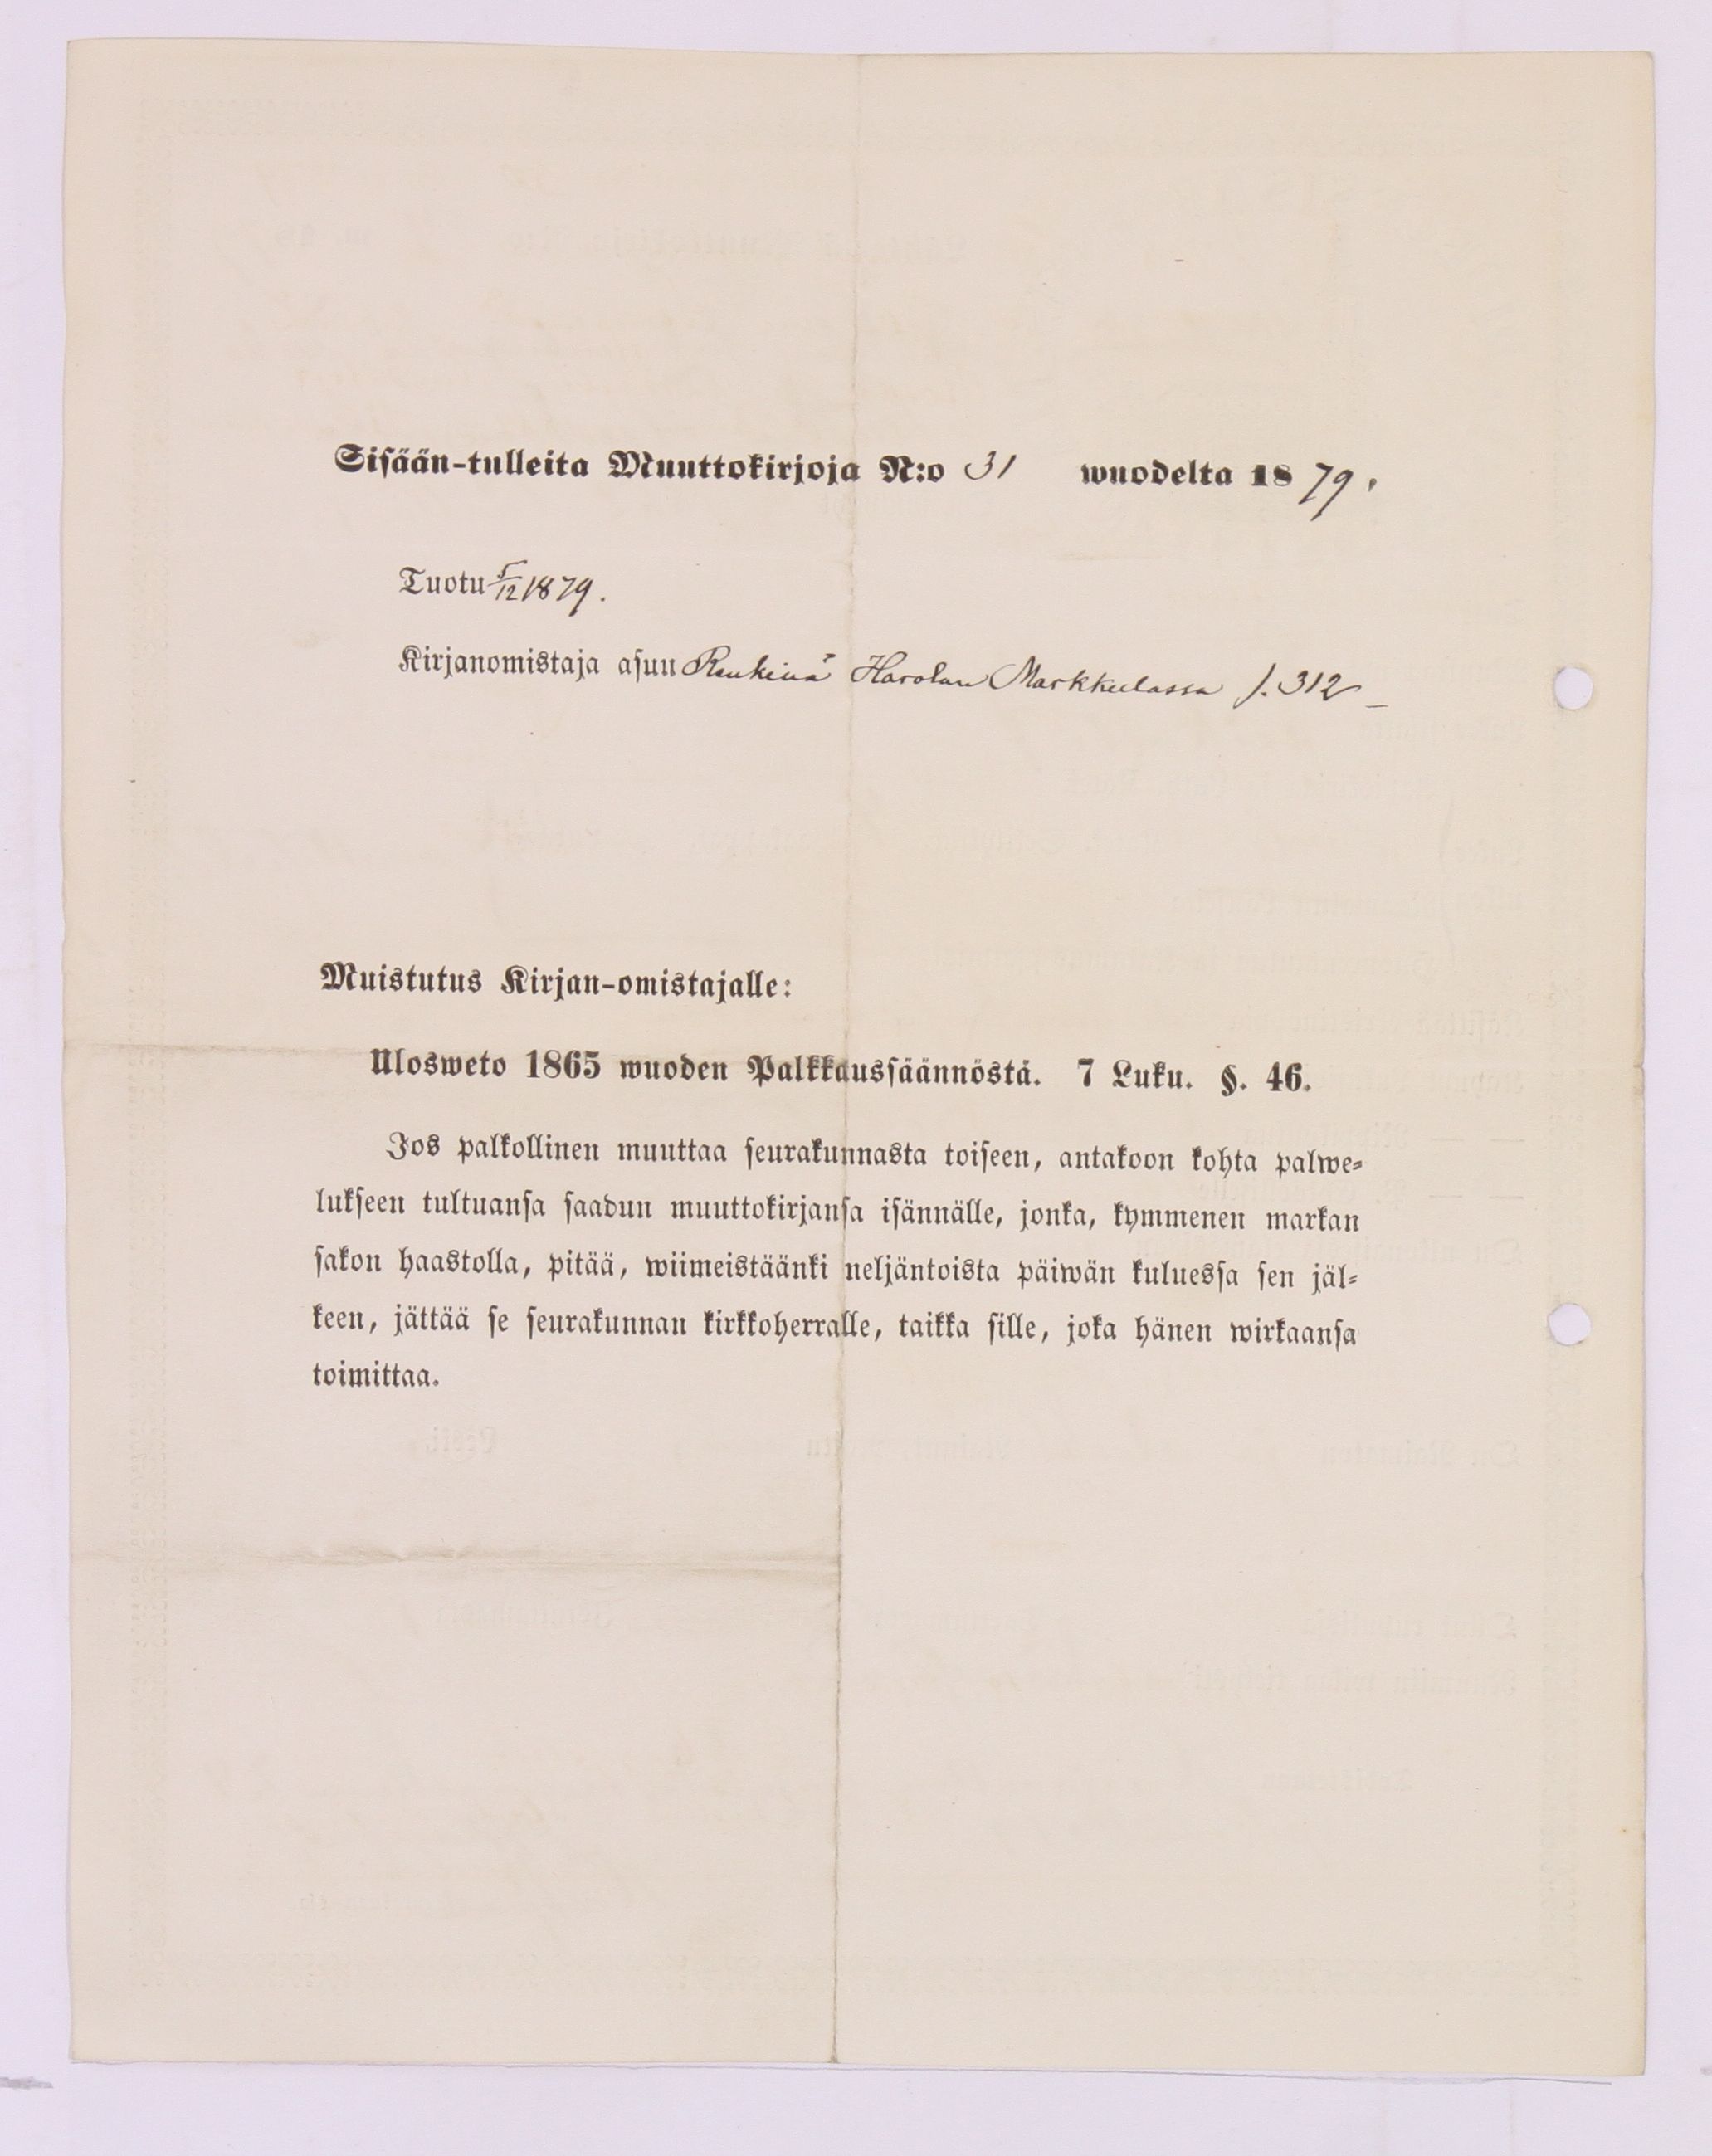 Sisään-tulleita Muuttokirjoja N:o 31 wuodelta 1879.
Tuotu 5/12 1879.
Kirjanomistaja asuu Renkinä Harolan Markkulassa f. 312
Muistutus Kirjan-omistajalle:
Ulosweto 1865 wuoden Palkkaussäännöstä. 7 Luku. §. 46.
Jos palkollinen muuttaa seurakunnasta toiseen, antakoon kohta palwe-
lukseen tultuansa saadun muuttokirjansa isännälle, jonka, kymmenen markan
sakon haastolla, pitää, wiimeistäänki neljäntoista päiwän kuluessa sen jäl-
keen, jättää se seurakunnan kirkkoherralle, taikka sille, joka hänen wirkaansa
toimittaa.